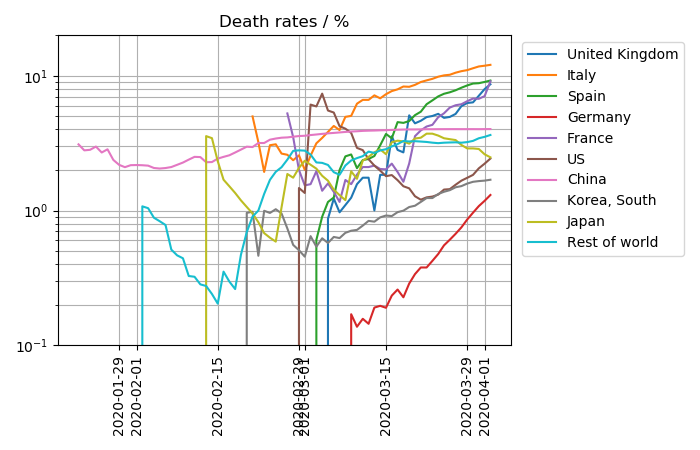 Death rates / %
10¹
10⁰
10⁻¹
2020-01-29
2020-02-01
2020-02-15
2020-02-29
2020-03-01
2020-03-15
2020-03-29
2020-04-01
United Kingdom
Italy
Spain
Germany
France
US
China
Korea, South
Japan
Rest of world